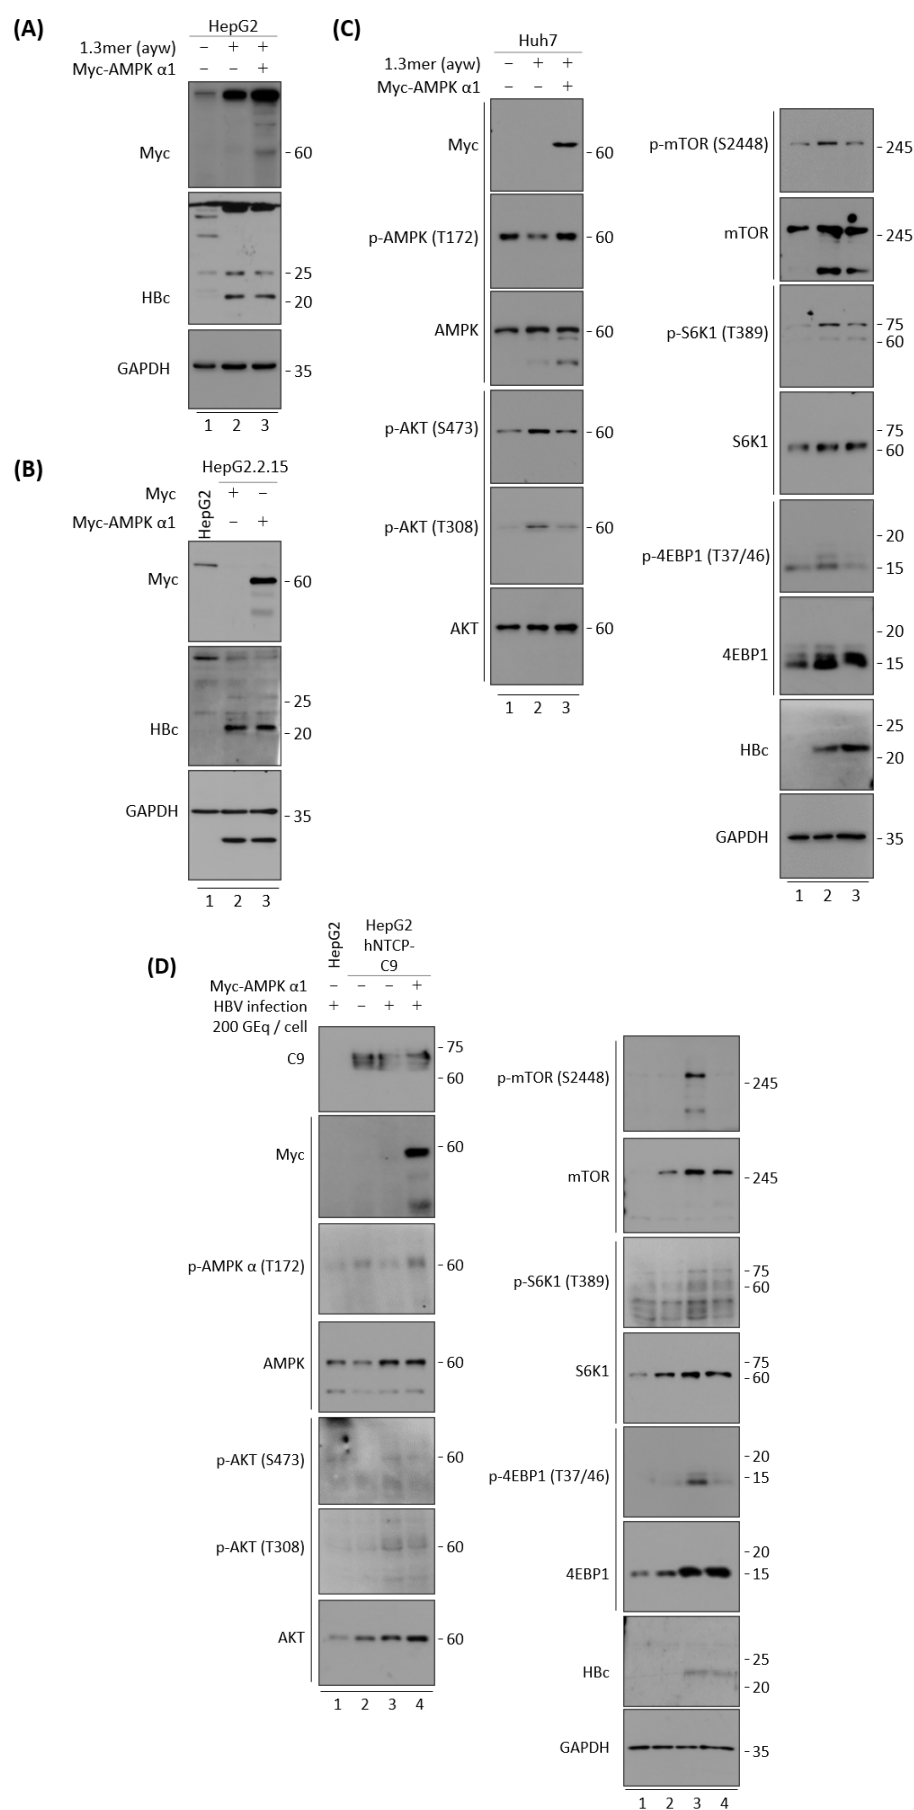 (A)
HepG2
1.3mer (ayw) – + +
Myc-AMPK α1 – – +
Myc
- 60
HBc
- 25
- 20
GAPDH
- 35
1 2 3
(B)
HepG2
HepG2.2.15
Myc + –
Myc-AMPK α1 – +
Myc
- 60
HBc
- 25
- 20
GAPDH
- 35
1 2 3
(C)
Huh7
1.3mer (ayw) – + +
Myc-AMPK α1 – – +
Myc
- 60
p-AMPK (T172)
- 60
AMPK
- 60
p-AKT (S473)
- 60
p-AKT (T308)
- 60
AKT
- 60
1 2 3
p-mTOR (S2448)
- 245
mTOR
- 245
p-S6K1 (T389)
- 75
- 60
S6K1
- 75
- 60
p-4EBP1 (T37/46)
- 20
- 15
4EBP1
- 20
- 15
HBc
- 25
- 20
GAPDH
- 35
1 2 3
(D)
HepG2
HepG2
hNTCP-
C9
Myc-AMPK α1 – – – +
HBV infection + – + +
200 GEq / cell
C9
- 75
- 60
Myc
- 60
p-AMPK α (T172)
- 60
AMPK
- 60
p-AKT (S473)
- 60
p-AKT (T308)
- 60
AKT
- 60
1 2 3 4
p-mTOR (S2448)
- 245
mTOR
- 245
p-S6K1 (T389)
- 75
- 60
S6K1
- 75
- 60
p-4EBP1 (T37/46)
- 20
- 15
4EBP1
- 20
- 15
HBc
- 25
- 20
GAPDH
- 35
1 2 3 4